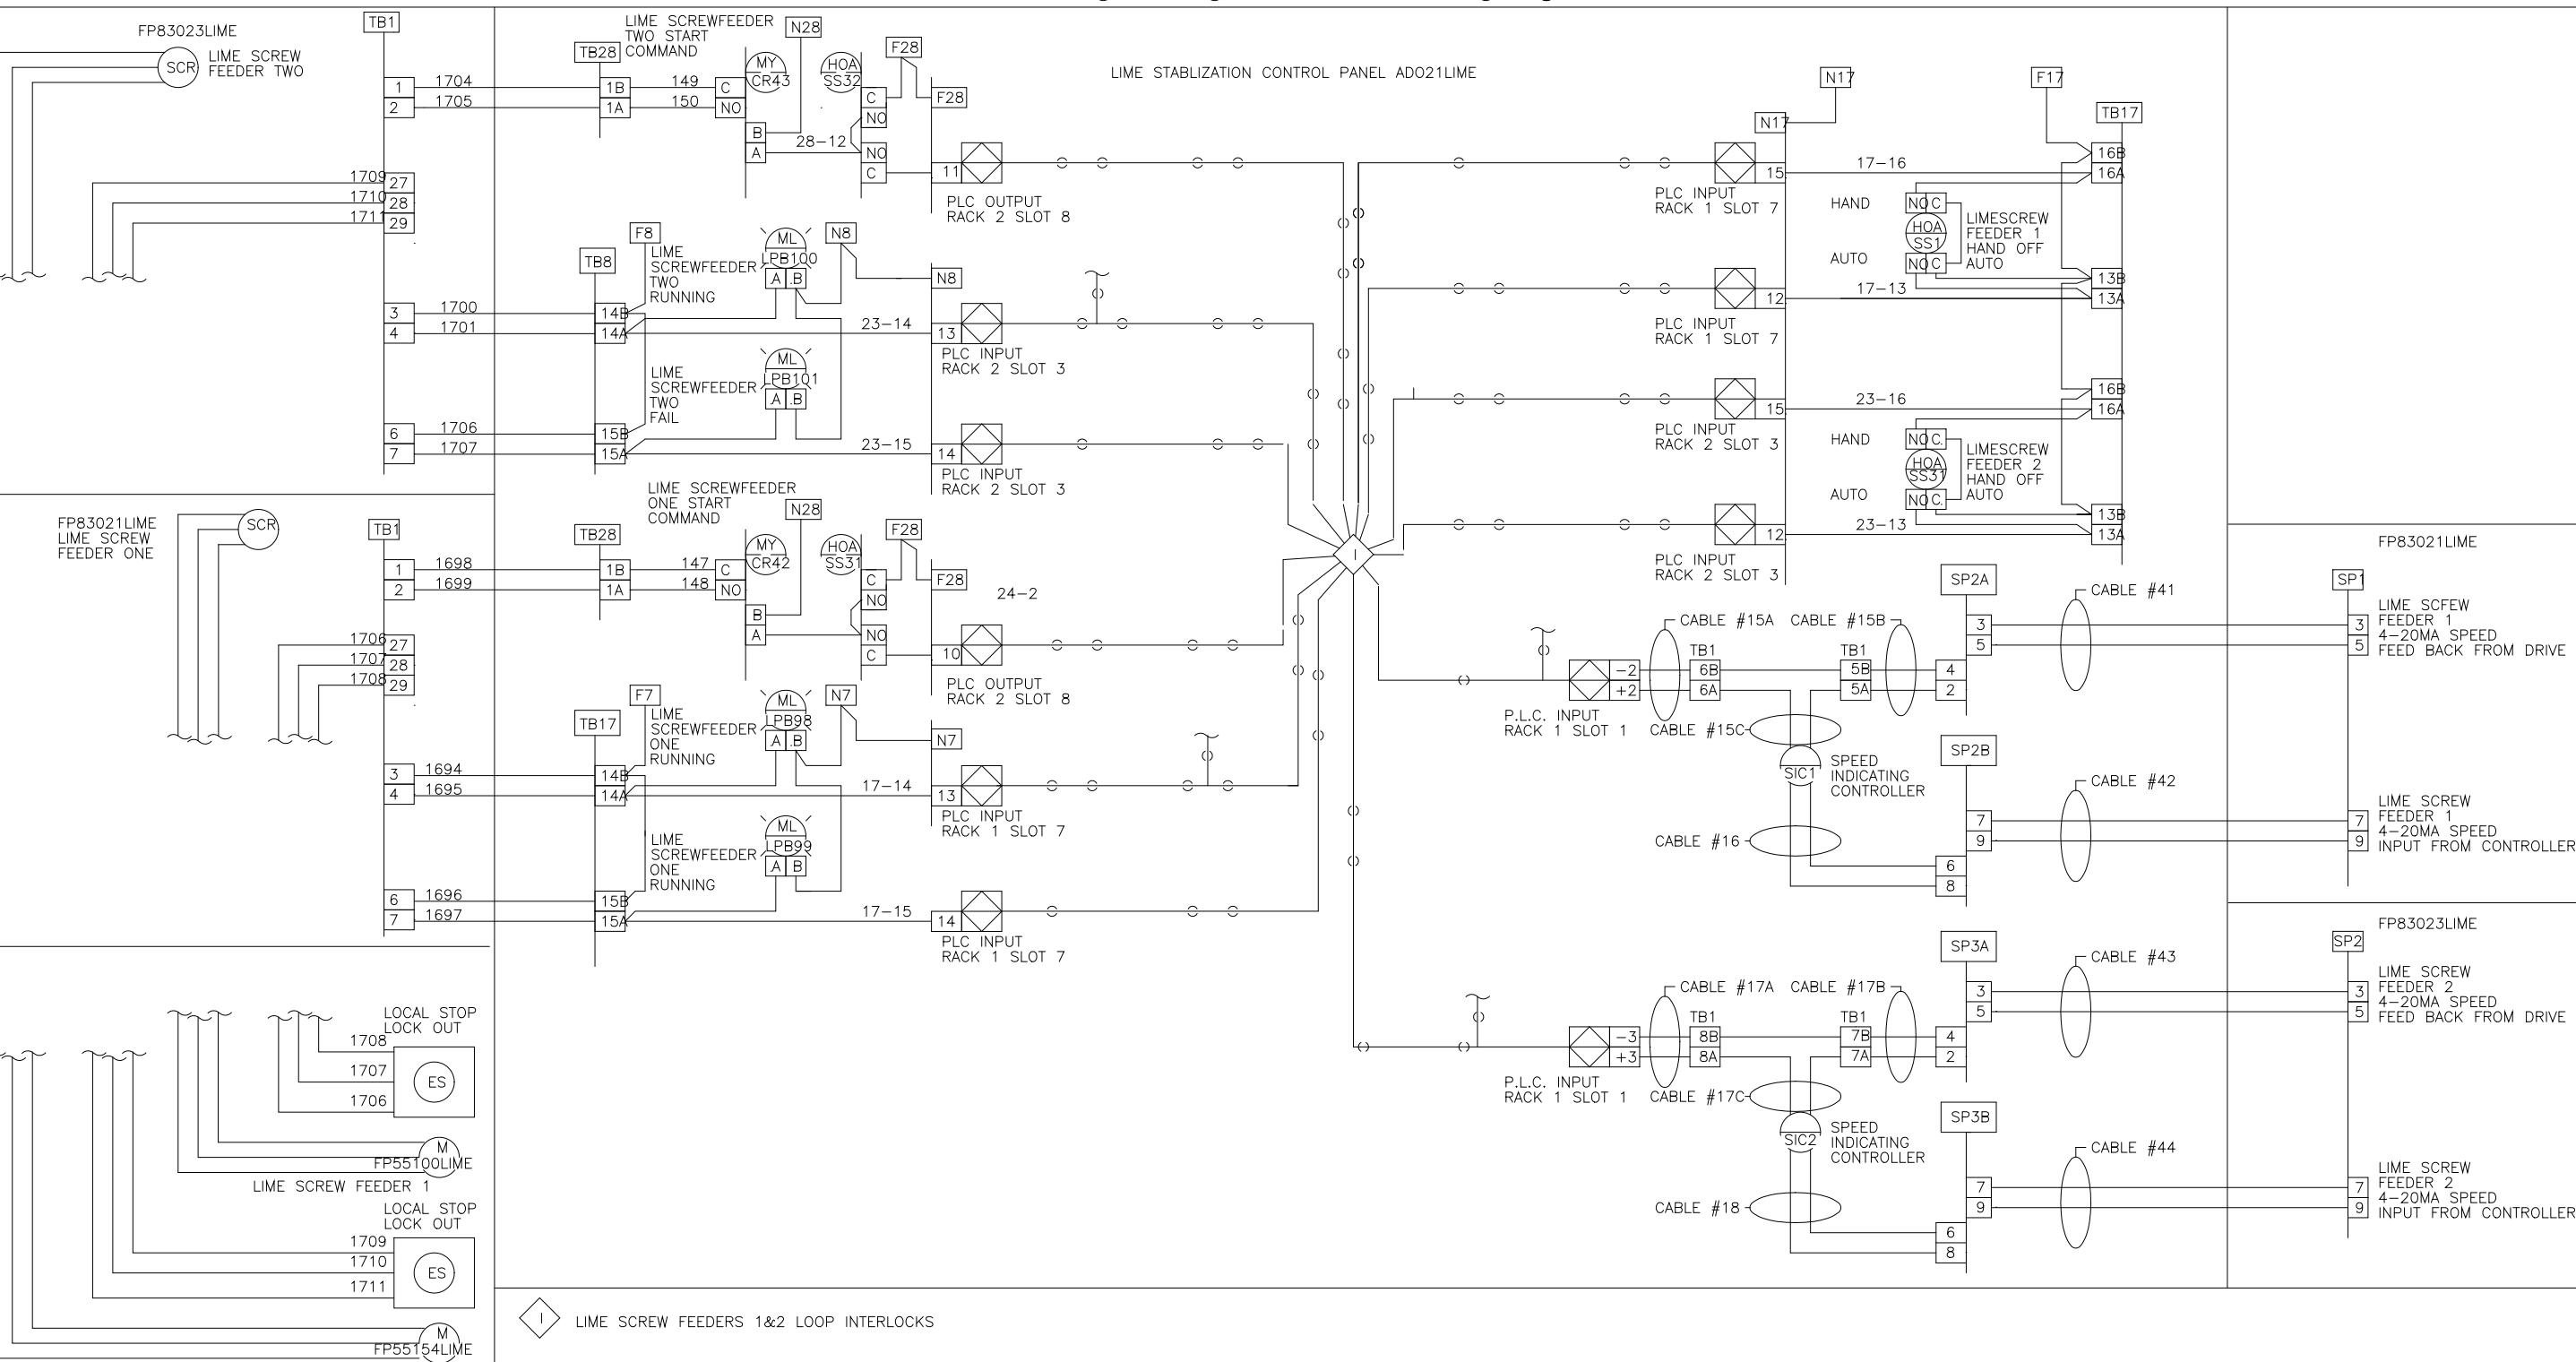 FP83023LIME
SCR
LIME SCREW
FEEDER TWO
TB1
1
1704
2
1705
1709
27
1710
28
1711
29
3
1700
4
1701
6
1706
7
1707
LIME SCREWFEEDER
TWO START
COMMAND
TB28
1B
149
C
1A
150
NO
MY
CR43
N28
HOA
SS32
F28
C
NO
F28
B
A
28-12
NO
C
11
PLC OUTPUT
RACK 2 SLOT 8
LIME STABLIZATION CONTROL PANEL ADO21LIME
F8
TB8
LIME
SCREWFEEDER
TWO
RUNNING
ML
LPB100
A .B
N8
N8
14B
14A
23-14
13
PLC INPUT
RACK 2 SLOT 3
LIME
SCREWFEEDER
TWO
FAIL
ML
LPB101
A .B
15B
15A
23-15
14
PLC INPUT
RACK 2 SLOT 3
N17
F17
N17
TB17
15
17-16
16B
16A
PLC INPUT
RACK 1 SLOT 7
HAND
NO C
HOA
SS1
LIMESCREW
FEEDER 1
HAND OFF
AUTO
AUTO
NO C
12
17-13
13B
13A
PLC INPUT
RACK 1 SLOT 7
15
23-16
16B
16A
PLC INPUT
RACK 2 SLOT 3
HAND
NO C.
HOA
SS31
LIMESCREW
FEEDER 2
HAND OFF
AUTO
AUTO
NO C.
12
23-13
13B
13A
PLC INPUT
RACK 2 SLOT 3
FP83021LIME
LIME SCREW
FEEDER ONE
SCR
TB1
1
1698
2
1699
1706
27
1707
28
1708
29
3
1694
4
1695
6
1696
7
1697
LIME SCREWFEEDER
ONE START
COMMAND
TB28
1B
147
C
1A
148
NO
MY
CR42
N28
HOA
SS31
F28
C
NO
F28
24-2
B
A
NO
C
10
PLC OUTPUT
RACK 2 SLOT 8
F7
TB17
LIME
SCREWFEEDER
ONE
RUNNING
ML
LPB98
A .B
N7
N7
14B
14A
17-14
13
PLC INPUT
RACK 1 SLOT 7
LIME
SCREWFEEDER
ONE
RUNNING
ML
LPB99
A B
15B
15A
17-15
14
PLC INPUT
RACK 1 SLOT 7
I
CABLE #15A CABLE #15B
-2
+2
TB1
6B
6A
TB1
5B
5A
P.L.C. INPUT
RACK 1 SLOT 1
CABLE #15C
SIC1
SPEED
INDICATING
CONTROLLER
CABLE #16
SP2A
3
5
4
2
CABLE #41
SP2B
7
9
6
8
CABLE #42
FP83021LIME
SP1
3
5
LIME SCFEW
FEEDER 1
4-20MA SPEED
FEED BACK FROM DRIVE
7
9
LIME SCREW
FEEDER 1
4-20MA SPEED
INPUT FROM CONTROLLER
CABLE #17A CABLE #17B
-3
+3
TB1
8B
8A
TB1
7B
7A
P.L.C. INPUT
RACK 1 SLOT 1
CABLE #17C
SIC2
SPEED
INDICATING
CONTROLLER
CABLE #18
SP3A
3
5
4
2
CABLE #43
SP3B
7
9
6
8
CABLE #44
FP83023LIME
SP2
3
5
LIME SCREW
FEEDER 2
4-20MA SPEED
FEED BACK FROM DRIVE
7
9
LIME SCREW
FEEDER 2
4-20MA SPEED
INPUT FROM CONTROLLER
LOCAL STOP
LOCK OUT
1708
1707
1706
ES
M
FP55100LIME
LIME SCREW FEEDER 1
LOCAL STOP
LOCK OUT
1709
1710
1711
ES
M
FP55154LIME
I
LIME SCREW FEEDERS 1&2 LOOP INTERLOCKS